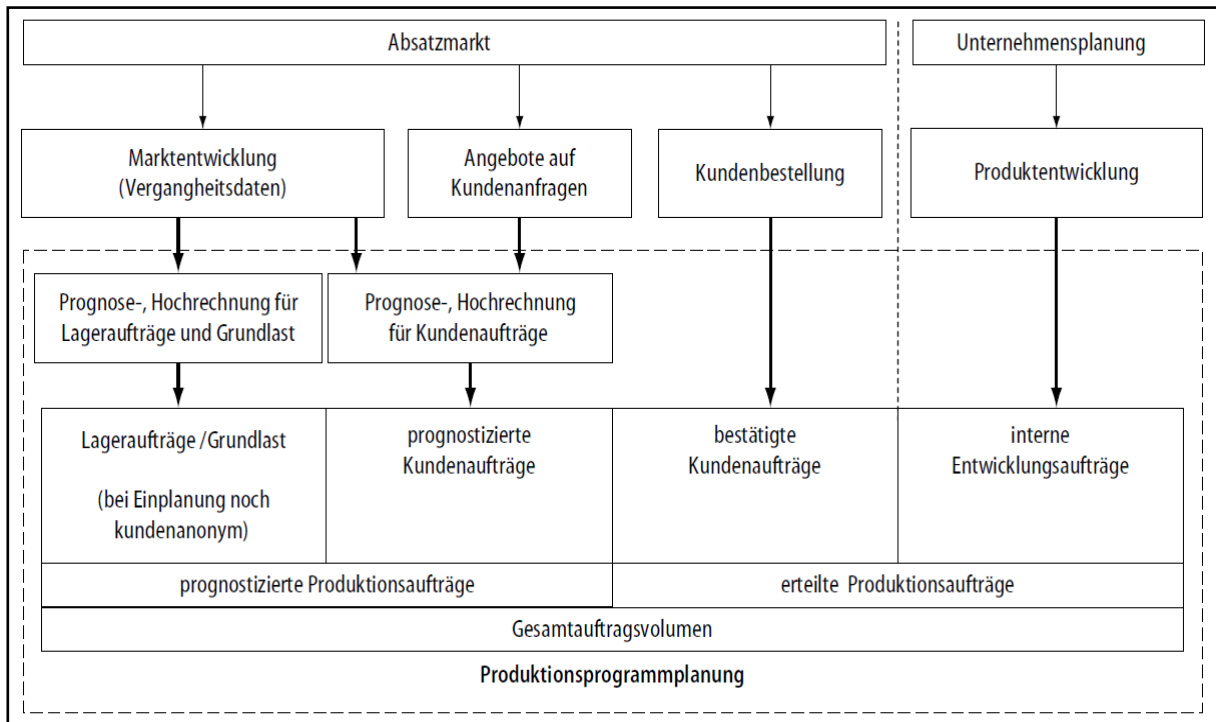 Absatzmarkt
Unternehmensplanung
Marktentwicklung
(Vergangheitsdaten)
Angebote auf
Kundenanfragen
Kundenbestellung
Produktentwicklung
Prognose-, Hochrechnung für
Lageraufträge und Grundlast
Prognose-, Hochrechnung
für Kundenaufträge
Lageraufträge /Grundlast
(bei Einplanung noch
kundenanonym)
prognostizierte
Kundenaufträge
bestätigte
Kundenaufträge
interne
Entwicklungsaufträge
prognostizierte Produktionsaufträge
erteilte Produktionsaufträge
Gesamtauftragsvolumen
Produktionsprogrammplanung